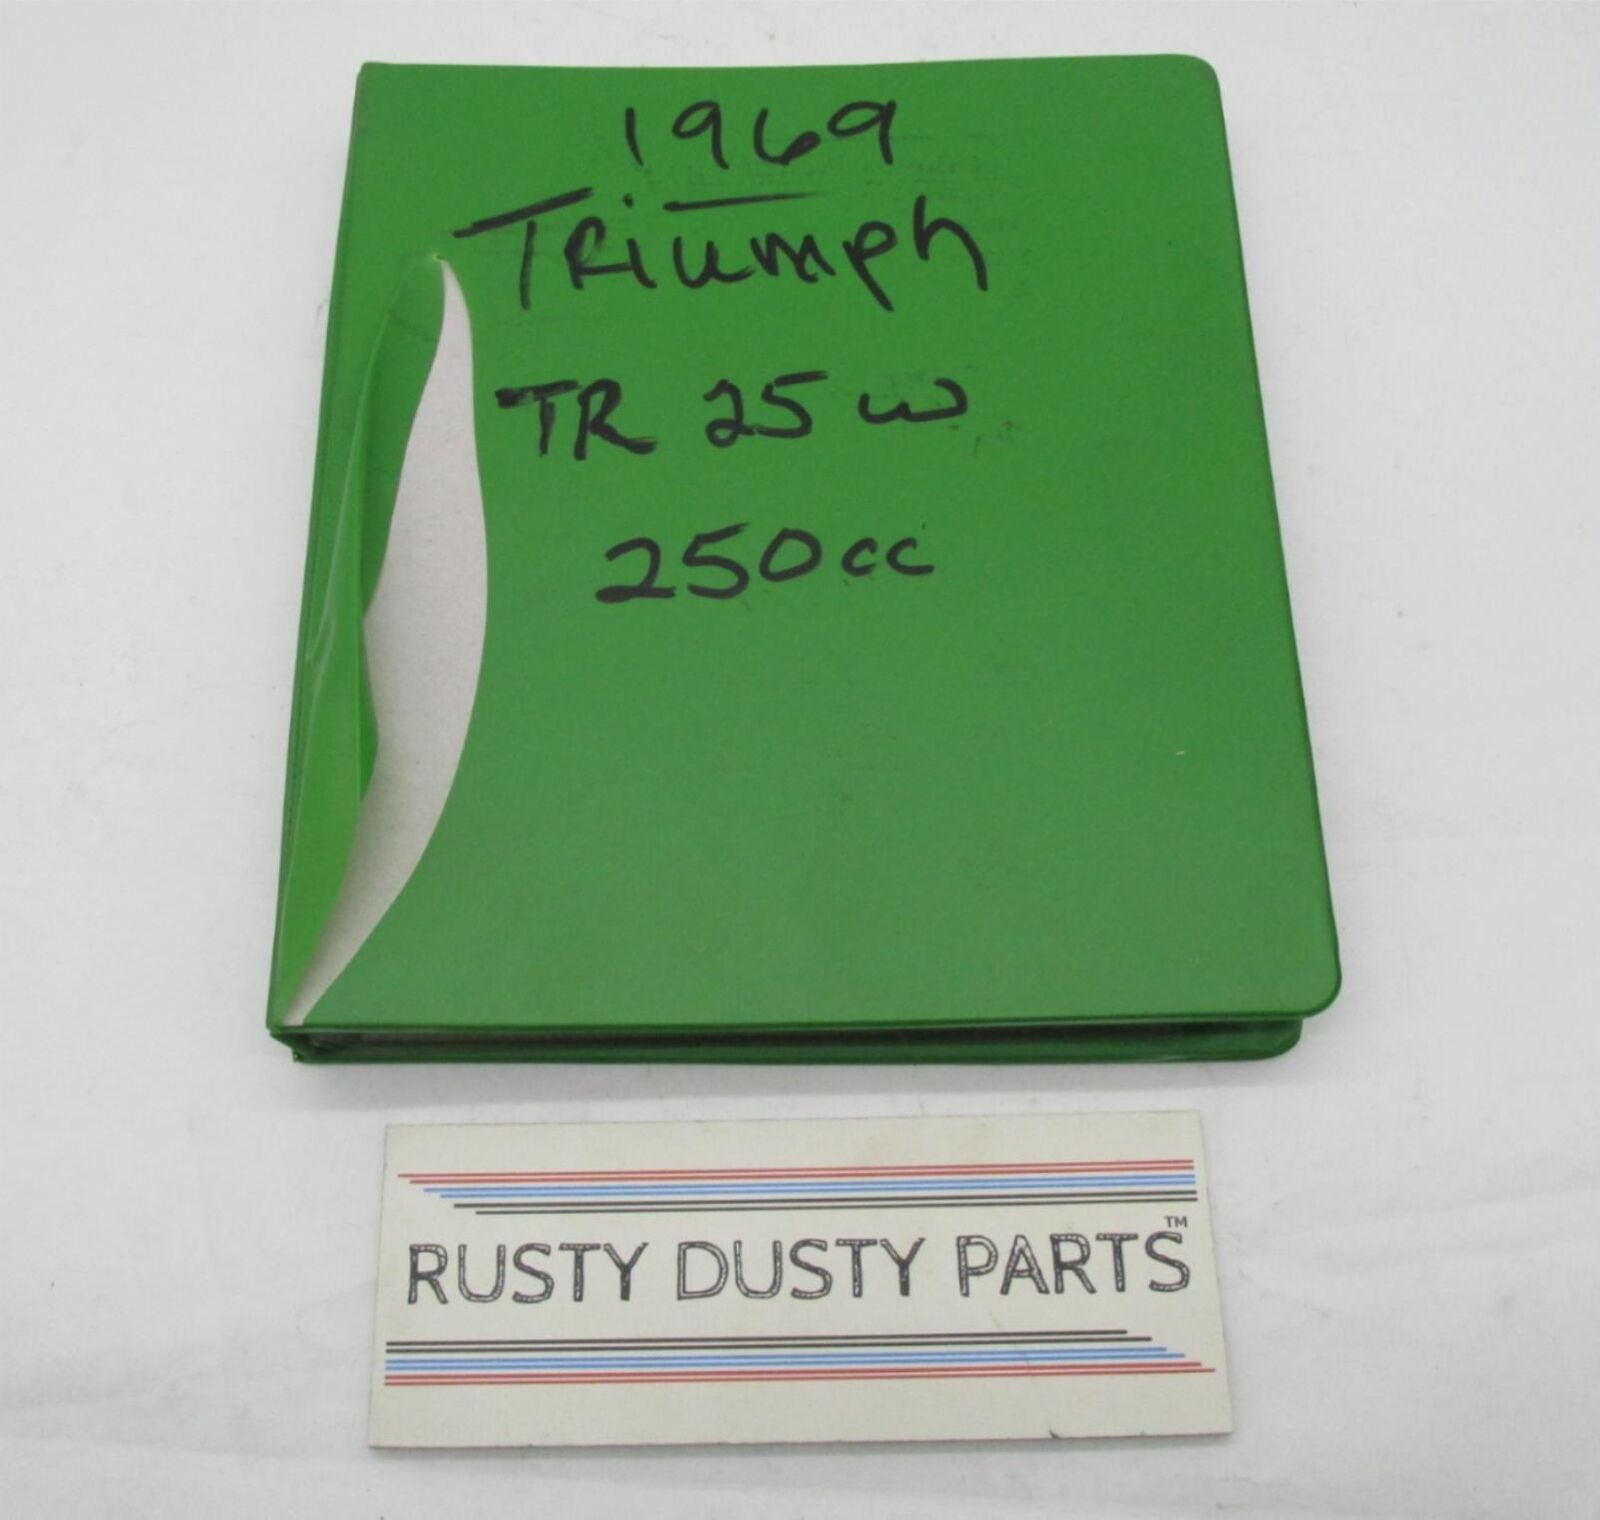 1969
TRiumph
TR 25 w
250cc
RUSTY DUSTY PARTS™